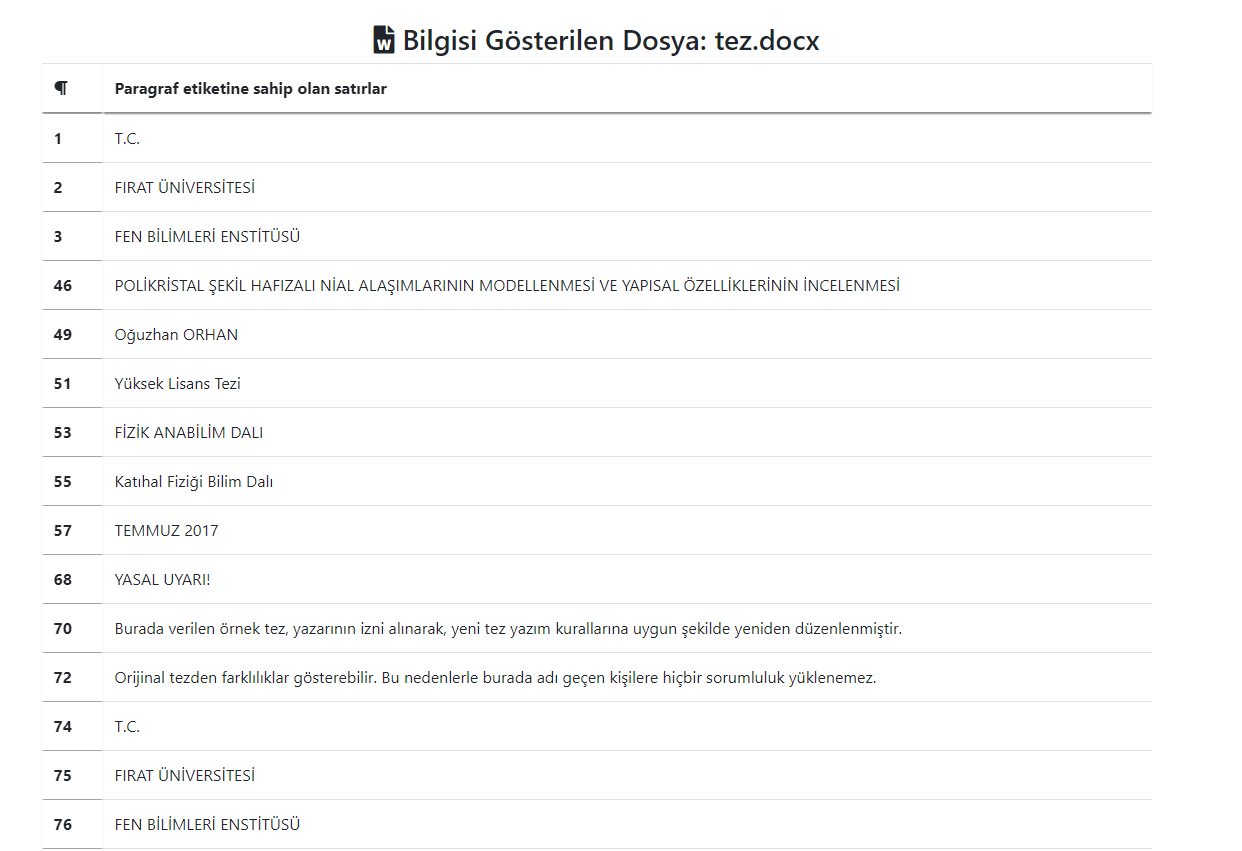 Bilgisi Gösterilen Dosya: tez.docx
¶ Paragraf etiketine sahip olan satırlar
1 T.C.
2 FIRAT ÜNİVERSİTESİ
3 FEN BİLİMLERİ ENSTİTÜSÜ
46 POLİKRİSTAL ŞEKİL HAFIZALI NİAL ALAŞIMLARININ MODELLENMESİ VE YAPISAL ÖZELLİKLERİNİN İNCELENMESİ
49 Oğuzhan ORHAN
51 Yüksek Lisans Tezi
53 FİZİK ANABİLİM DALI
55 Katıhal Fiziği Bilim Dalı
57 TEMMUZ 2017
68 YASAL UYARI!
70 Burada verilen örnek tez, yazarının izni alınarak, yeni tez yazım kurallarına uygun şekilde yeniden düzenlenmiştir.
72 Orijinal tezden farklılıklar gösterebilir. Bu nedenlerle burada adı geçen kişilere hiçbir sorumluluk yüklenemez.
74 T.C.
75 FIRAT ÜNİVERSİTESİ
76 FEN BİLİMLERİ ENSTİTÜSÜ